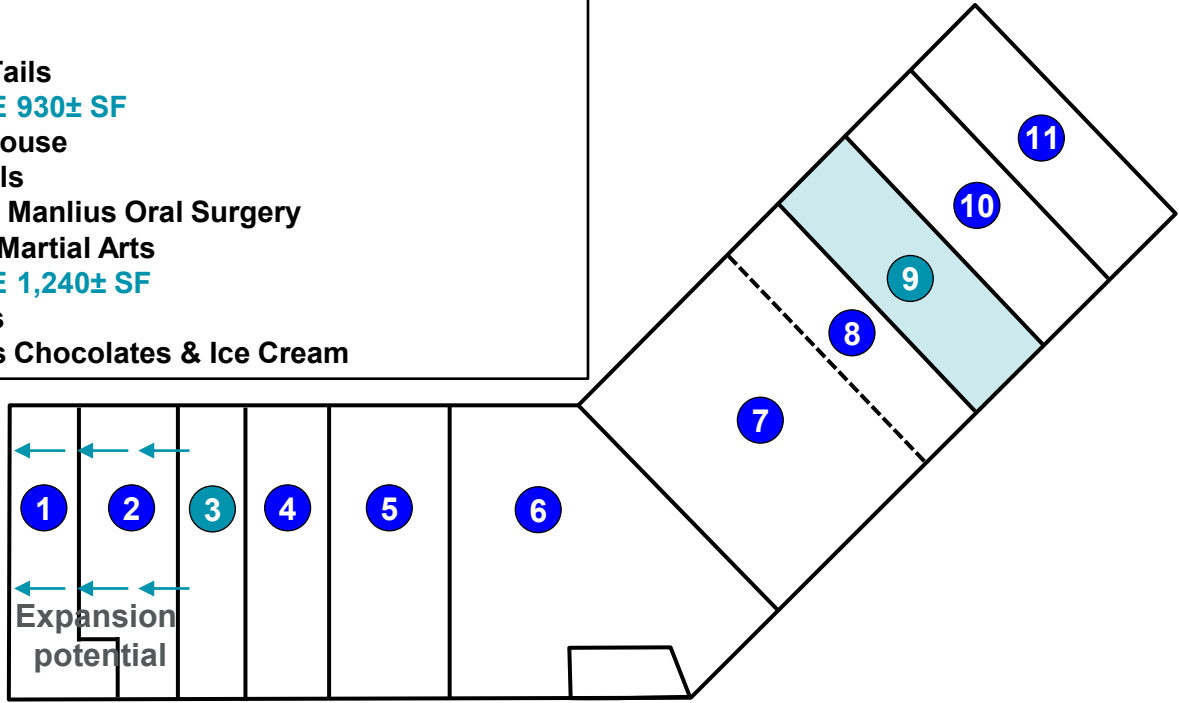 Tails
E 930± SF
ouse
ls
Manlius Oral Surgery
Martial Arts
E 1,240± SF
s
s Chocolates & Ice Cream
11
10
9
8
7
1 2 3 4 5 6
Expansion
potential